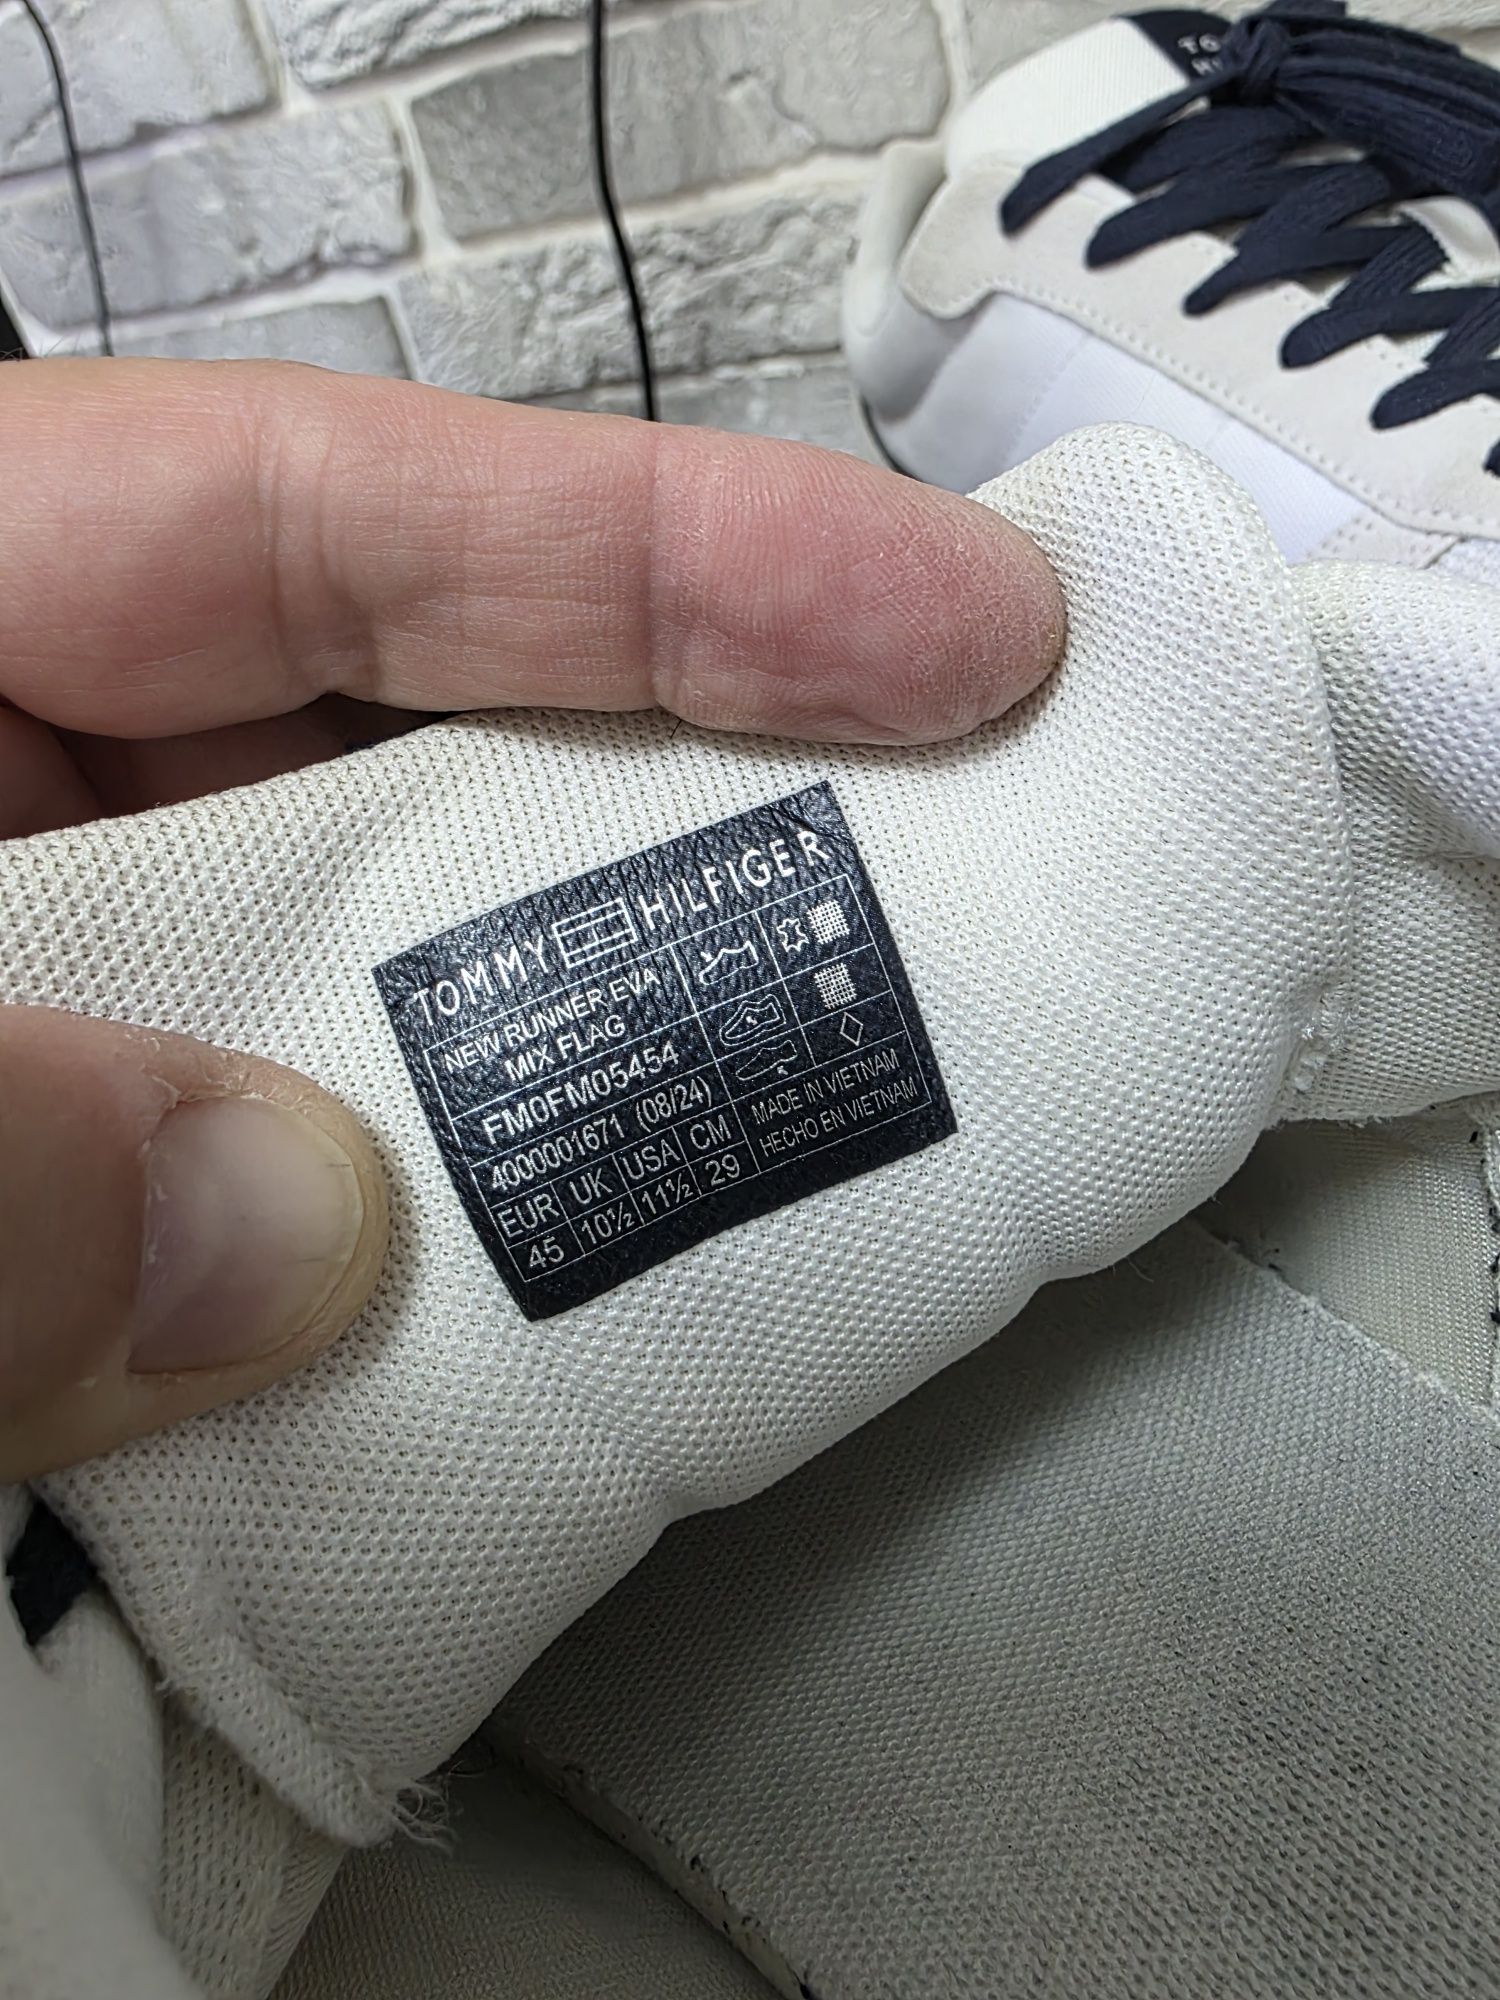 TOMMY HILFIGER
NEW RUNNER EVA
MIX FLAG
FM0FM05454
4000001671 (08/24)
EUR UK USA CM
45 10½ 11½ 29
MADE IN VIETNAM
HECHO EN VIETNAM